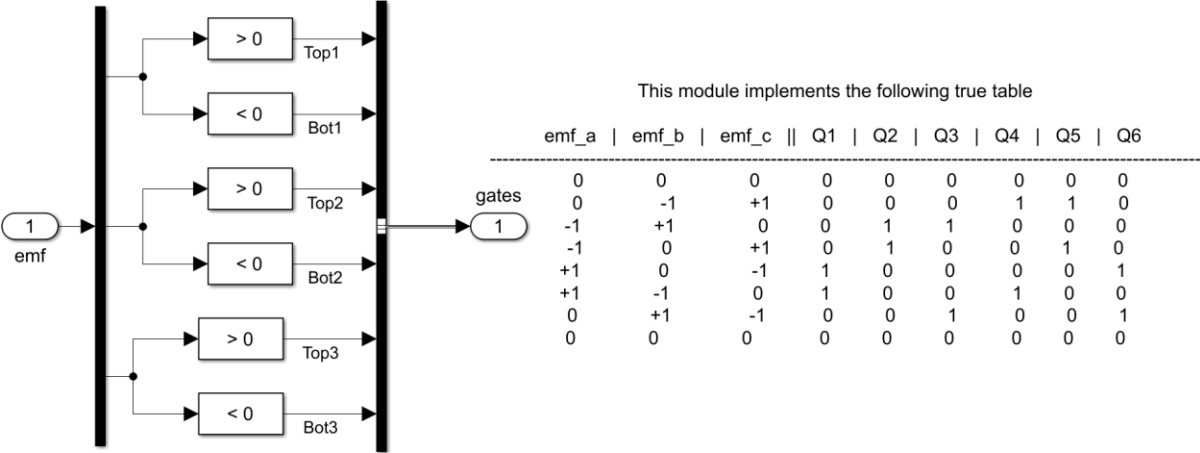 > 0
Top1
< 0
Bot1
> 0
Top2
1
emf
< 0
Bot2
> 0
Top3
< 0
Bot3
gates
1
This module implements the following true table
emf_a | emf_b | emf_c || Q1 | Q2 | Q3 | Q4 | Q5 | Q6
--------------------------------------------------------------------------------
0 0 0 0 0 0 0 0 0
0 -1 +1 0 0 0 1 1 0
-1 +1 0 0 1 1 0 0 0
-1 0 +1 0 1 0 0 1 0
+1 0 -1 1 0 0 0 0 1
+1 -1 0 1 0 0 1 0 0
0 +1 -1 0 0 1 0 0 1
0 0 0 0 0 0 0 0 0